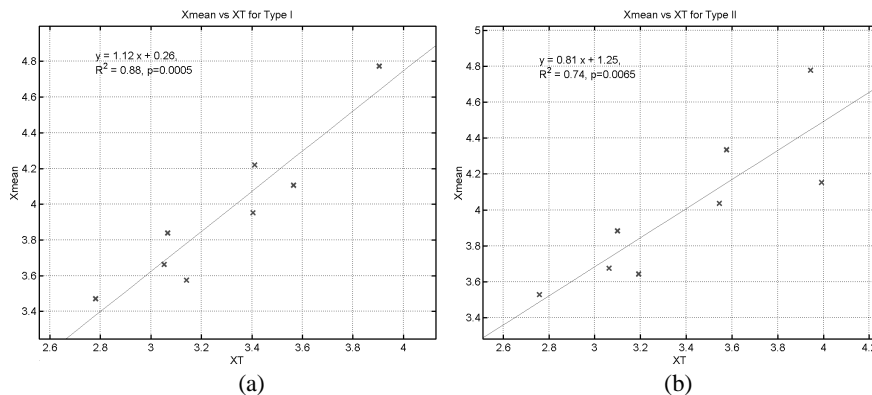 Xmean vs XT for Type I
y = 1.12 x + 0.26,
R² = 0.88, p=0.0005
4.8
4.6
4.4
4.2
4
3.8
3.6
3.4
Xmean
2.6 2.8 3 3.2 3.4 3.6 3.8 4
XT
(a)
Xmean vs XT for Type II
y = 0.81 x + 1.25,
R² = 0.74, p=0.0065
5
4.8
4.6
4.4
4.2
4
3.8
3.6
3.4
Xmean
2.6 2.8 3 3.2 3.4 3.6 3.8 4 4.2
XT
(b)